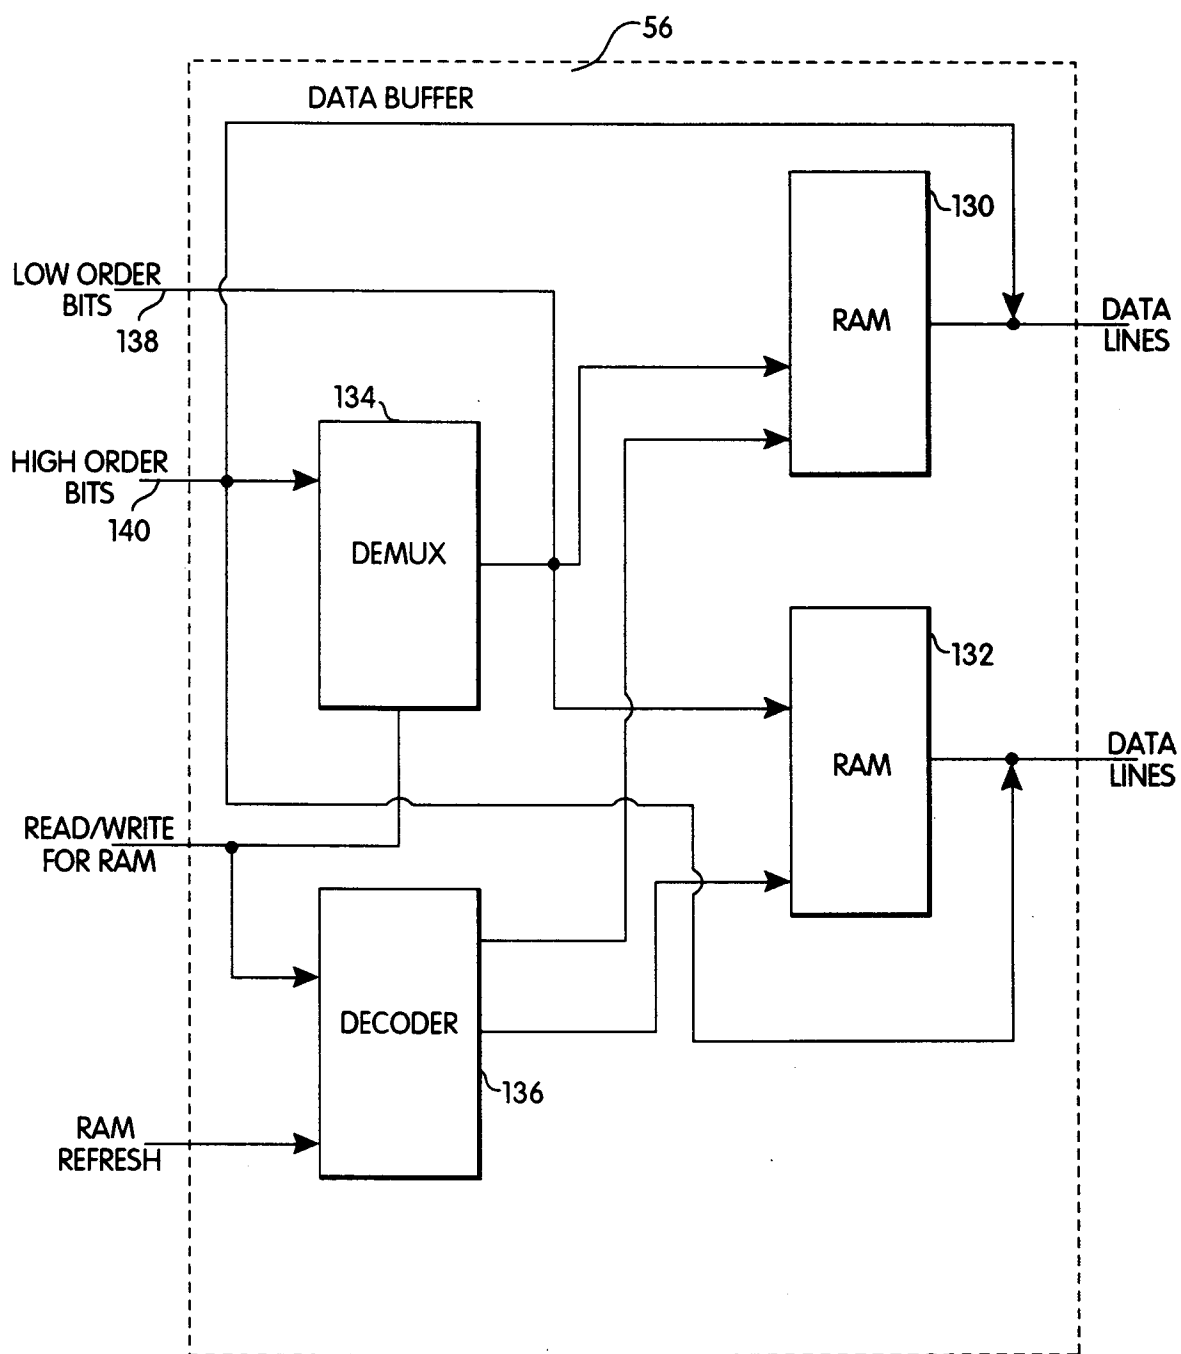 56
DATA BUFFER
130
LOW ORDER
BITS
138
RAM
DATA
LINES
134
HIGH ORDER
BITS
140
DEMUX
132
RAM
DATA
LINES
READ/WRITE
FOR RAM
DECODER
136
RAM
REFRESH